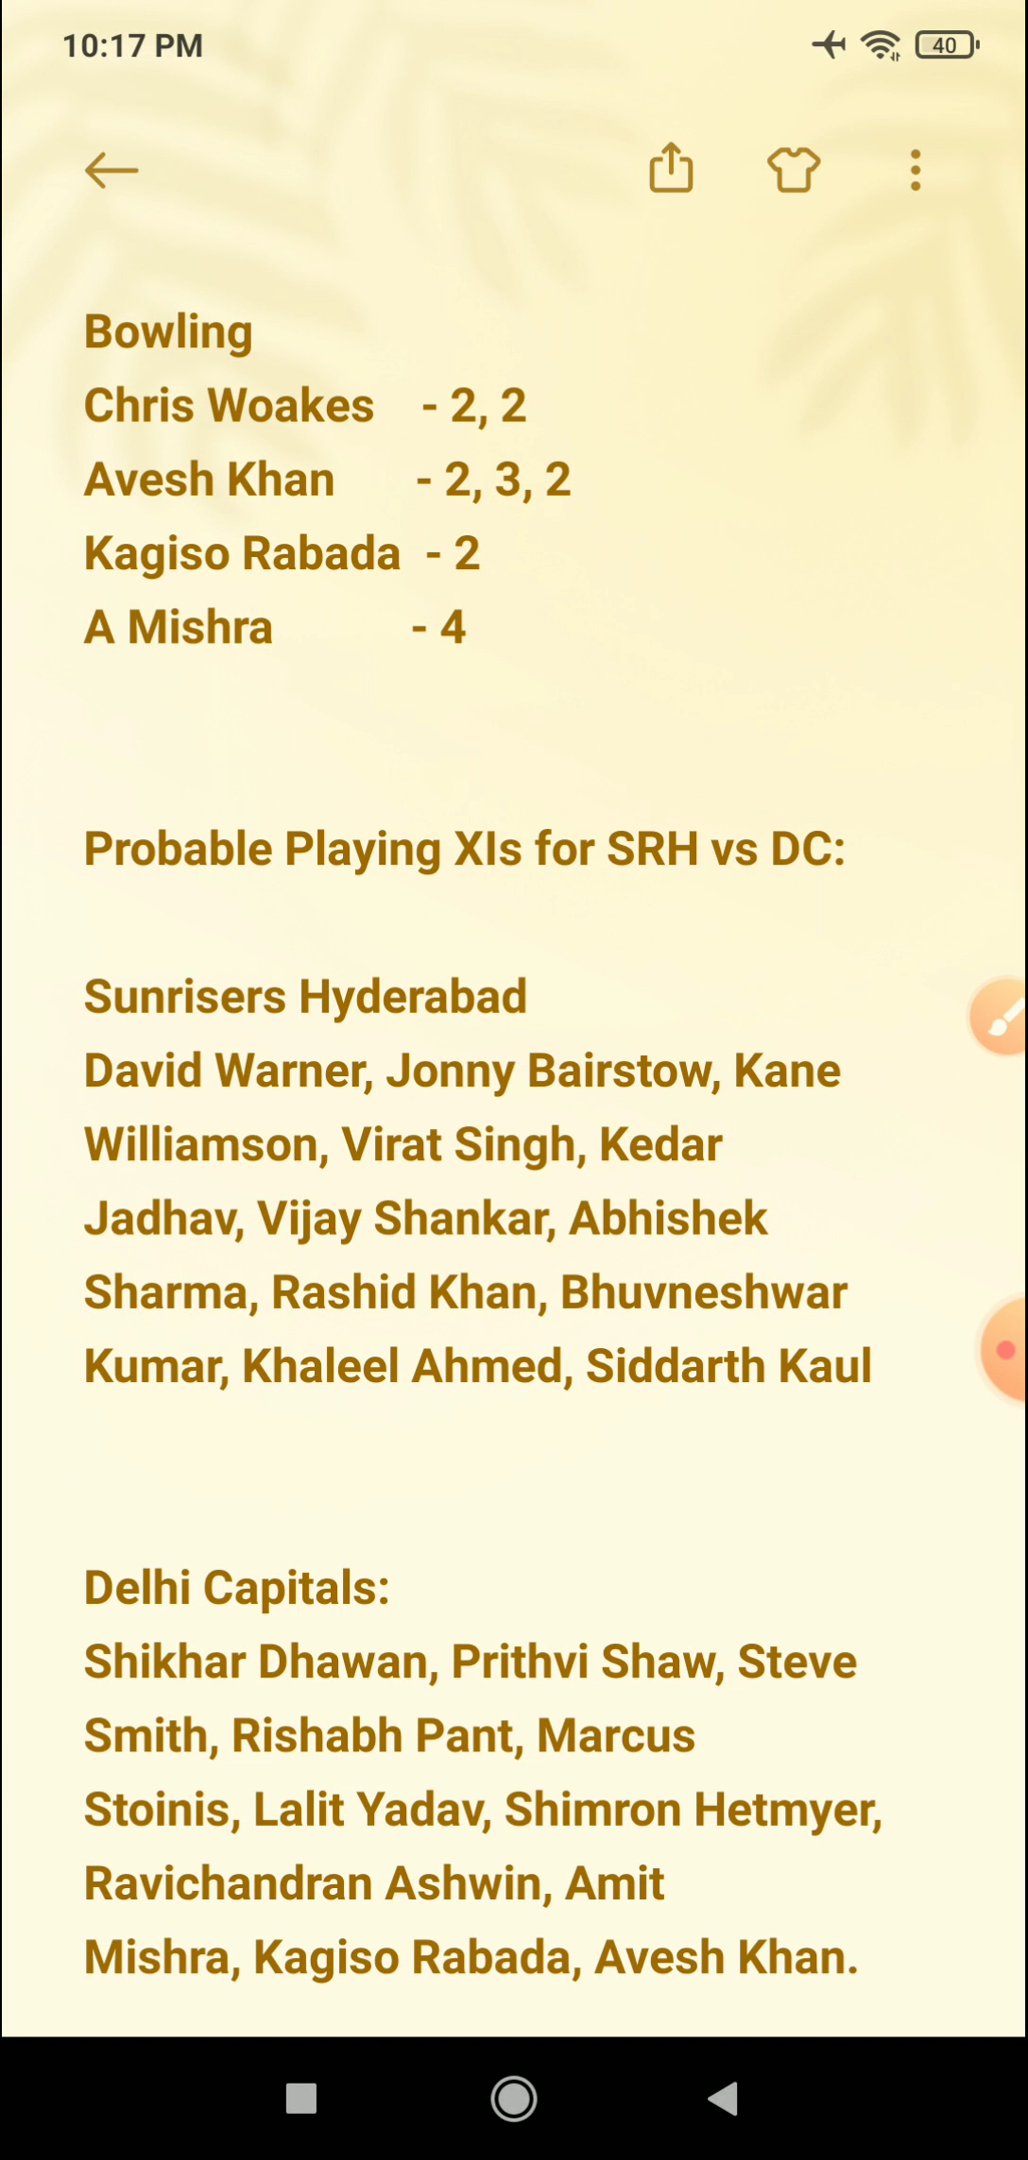 10:17 PM
40
Bowling
Chris Woakes - 2, 2
Avesh Khan - 2, 3, 2
Kagiso Rabada - 2
A Mishra - 4
Probable Playing XIs for SRH vs DC:
Sunrisers Hyderabad
David Warner, Jonny Bairstow, Kane
Williamson, Virat Singh, Kedar
Jadhav, Vijay Shankar, Abhishek
Sharma, Rashid Khan, Bhuvneshwar
Kumar, Khaleel Ahmed, Siddarth Kaul
Delhi Capitals:
Shikhar Dhawan, Prithvi Shaw, Steve
Smith, Rishabh Pant, Marcus
Stoinis, Lalit Yadav, Shimron Hetmyer,
Ravichandran Ashwin, Amit
Mishra, Kagiso Rabada, Avesh Khan.